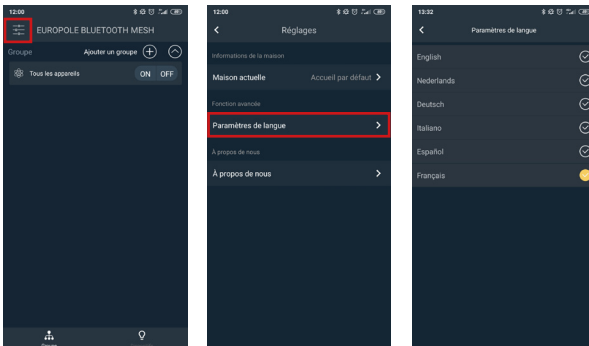 12:00
EUROPOLE BLUETOOTH MESH
Groupe
Ajouter un groupe
Tous les appareils
ON OFF
12:00
Réglages
Informations de la maison
Maison actuelle Accueil par défaut
Fonction avancée
Paramètres de langue
À propos de nous
À propos de nous
13:32
Paramètres de langue
English
Nederlands
Deutsch
Italiano
Español
Français